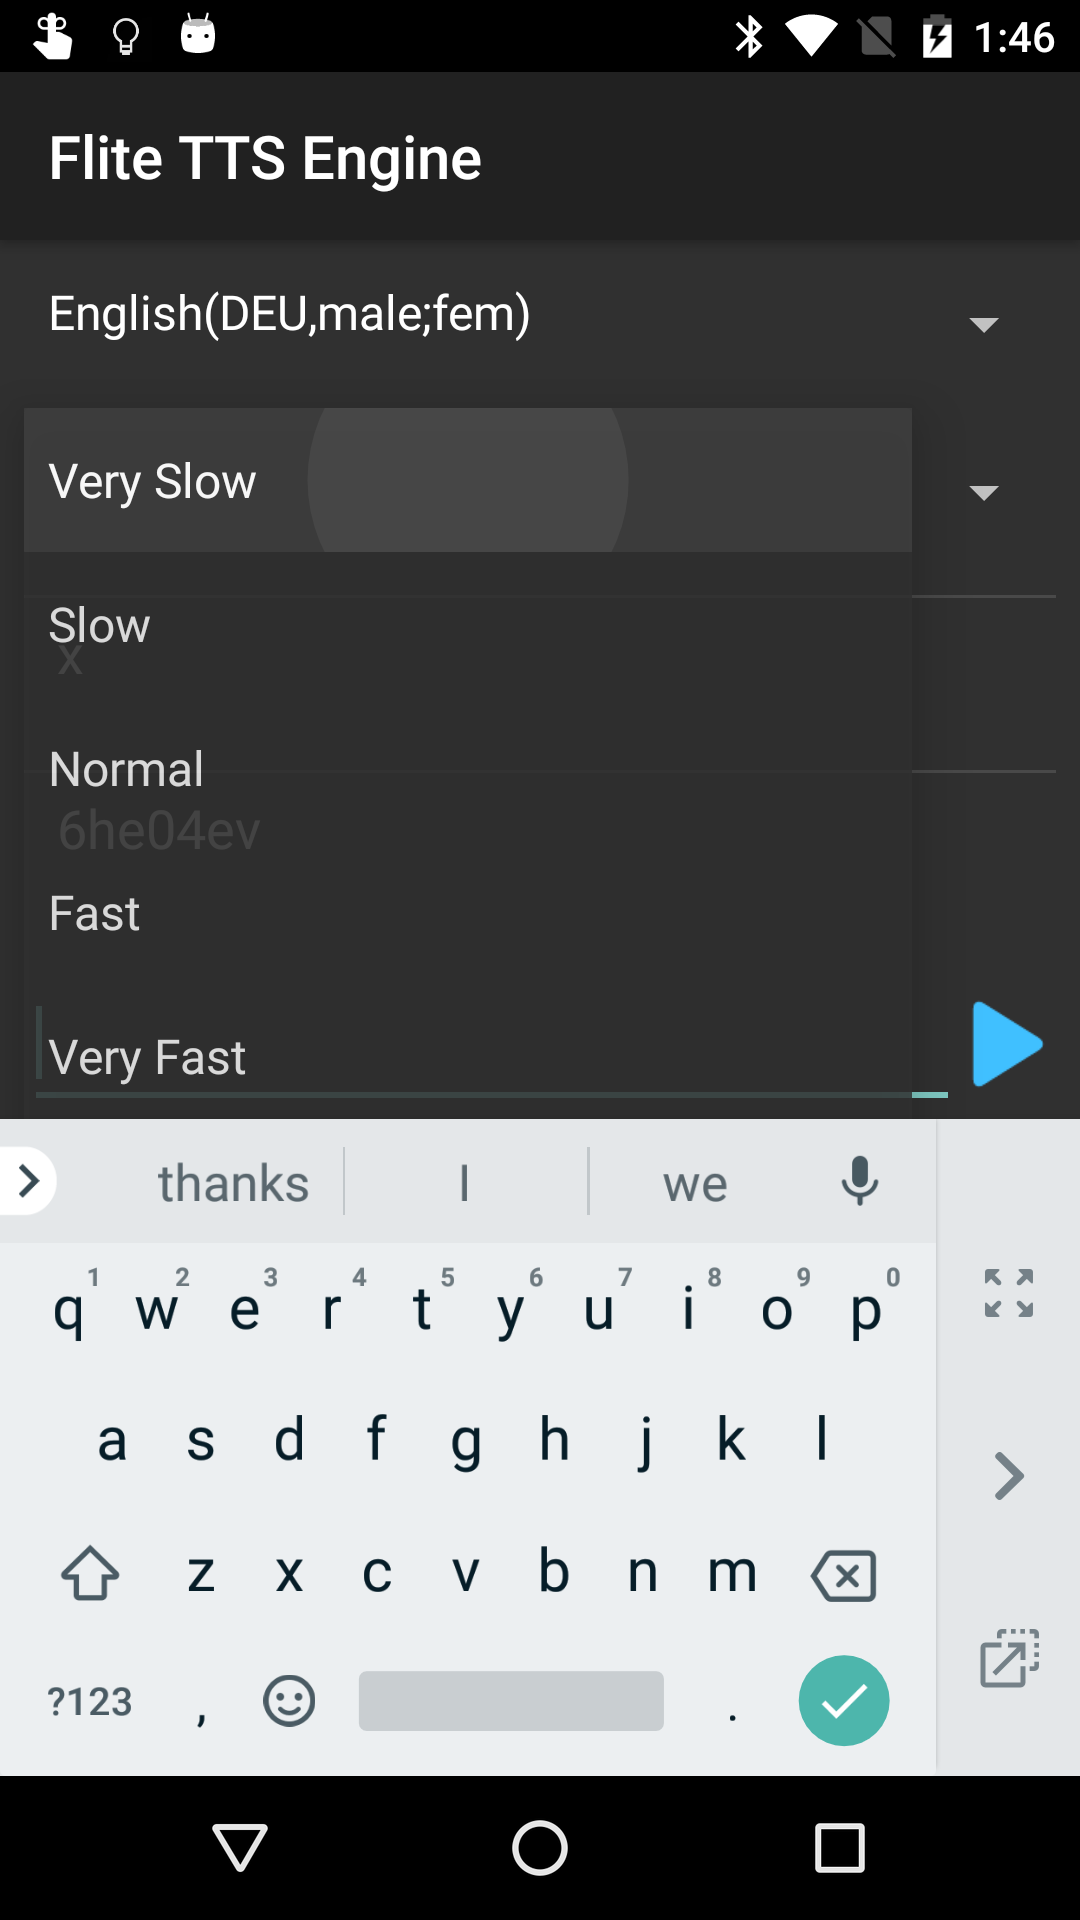 1:46
Flite TTS Engine
English(DEU,male;fem)
Very Slow
Slow
x
Normal
6he04ev
Fast
Very Fast
thanks I we
1 2 3 4 5 6 7 8 9 0
q w e r t y u i o p
a s d f g h j k l
z x c v b n m
?123 , .